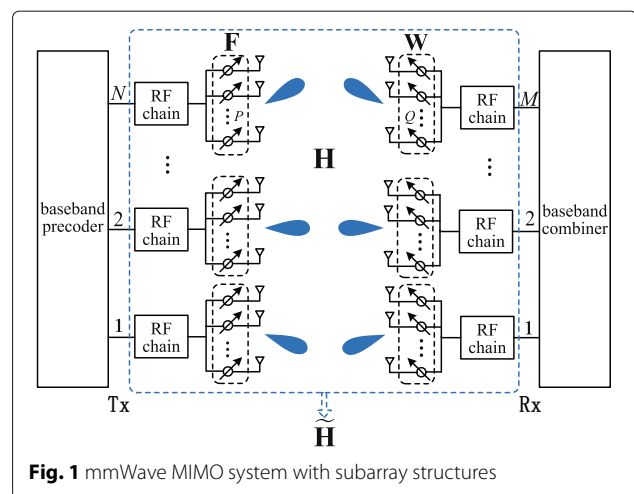 F
W
N
RF
chain
P
Q
RF
chain
M
H
baseband
precoder
2
RF
chain
RF
chain
2
baseband
combiner
1
RF
chain
RF
chain
1
Tx
Rx
H̃
Fig. 1 mmWave MIMO system with subarray structures